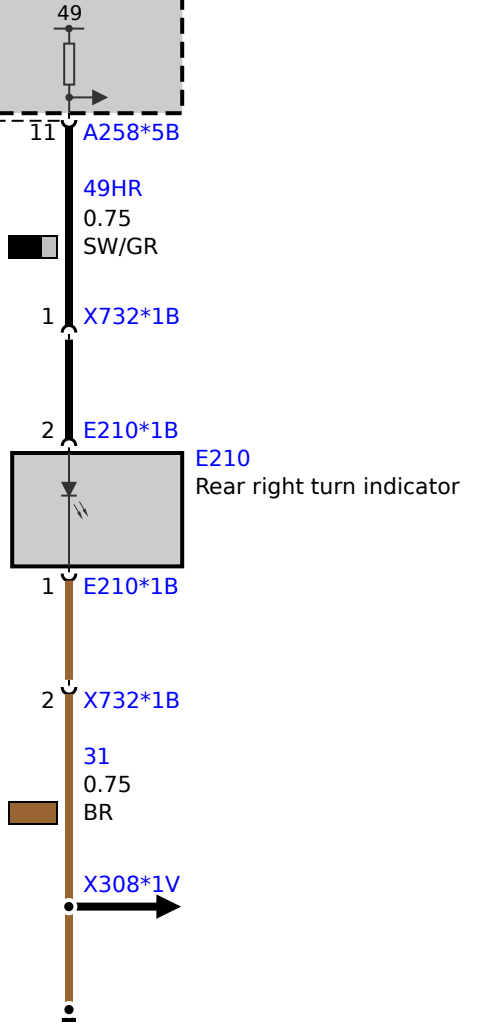 49
11 A258*5B
49HR
0.75
SW/GR
1 X732*1B
2 E210*1B
E210
Rear right turn indicator
1 E210*1B
2 X732*1B
31
0.75
BR
X308*1V